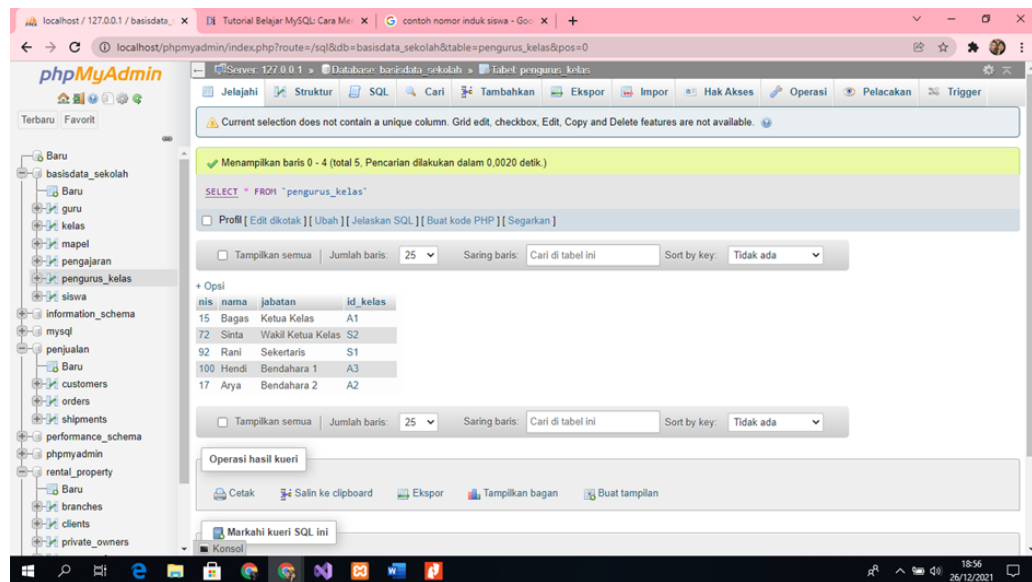 localhost / 127.0.0.1 / basisdata_s
Tutorial Belajar MySQL: Cara Mer
contoh nomor induk siswa - Goo
localhost/phpmyadmin/index.php?route=/sql&db=basisdata_sekolah&table=pengurus_kelas&pos=0
phpMyAdmin
Terbaru Favorit
Baru
basisdata_sekolah
Baru
guru
kelas
mapel
pengajaran
pengurus_kelas
siswa
information_schema
mysql
penjualan
Baru
customers
orders
shipments
performance_schema
phpmyadmin
rental_property
Baru
branches
clients
private_owners
Server: 127.0.0.1 » Database: basisdata_sekolah » Tabel: pengurus_kelas
Jelajahi Struktur SQL Cari Tambahkan Ekspor Impor Hak Akses Operasi Pelacakan Trigger
Current selection does not contain a unique column. Grid edit, checkbox, Edit, Copy and Delete features are not available.
Menampilkan baris 0 - 4 (total 5, Pencarian dilakukan dalam 0,0020 detik.)
SELECT * FROM `pengurus_kelas`
Profil [ Edit dikotak ] [ Ubah ] [ Jelaskan SQL ] [ Buat kode PHP ] [ Segarkan ]
Tampilkan semua | Jumlah baris: 25 Saring baris: Cari di tabel ini Sort by key: Tidak ada
+ Opsi
nis nama jabatan id_kelas
15 Bagas Ketua Kelas A1
72 Sinta Wakil Ketua Kelas S2
92 Rani Sekertaris S1
100 Hendi Bendahara 1 A3
17 Arya Bendahara 2 A2
Tampilkan semua | Jumlah baris: 25 Saring baris: Cari di tabel ini Sort by key: Tidak ada
Operasi hasil kueri
Cetak Salin ke clipboard Ekspor Tampilkan bagan Buat tampilan
Markahi kueri SQL ini
Konsol
18:56
26/12/2021